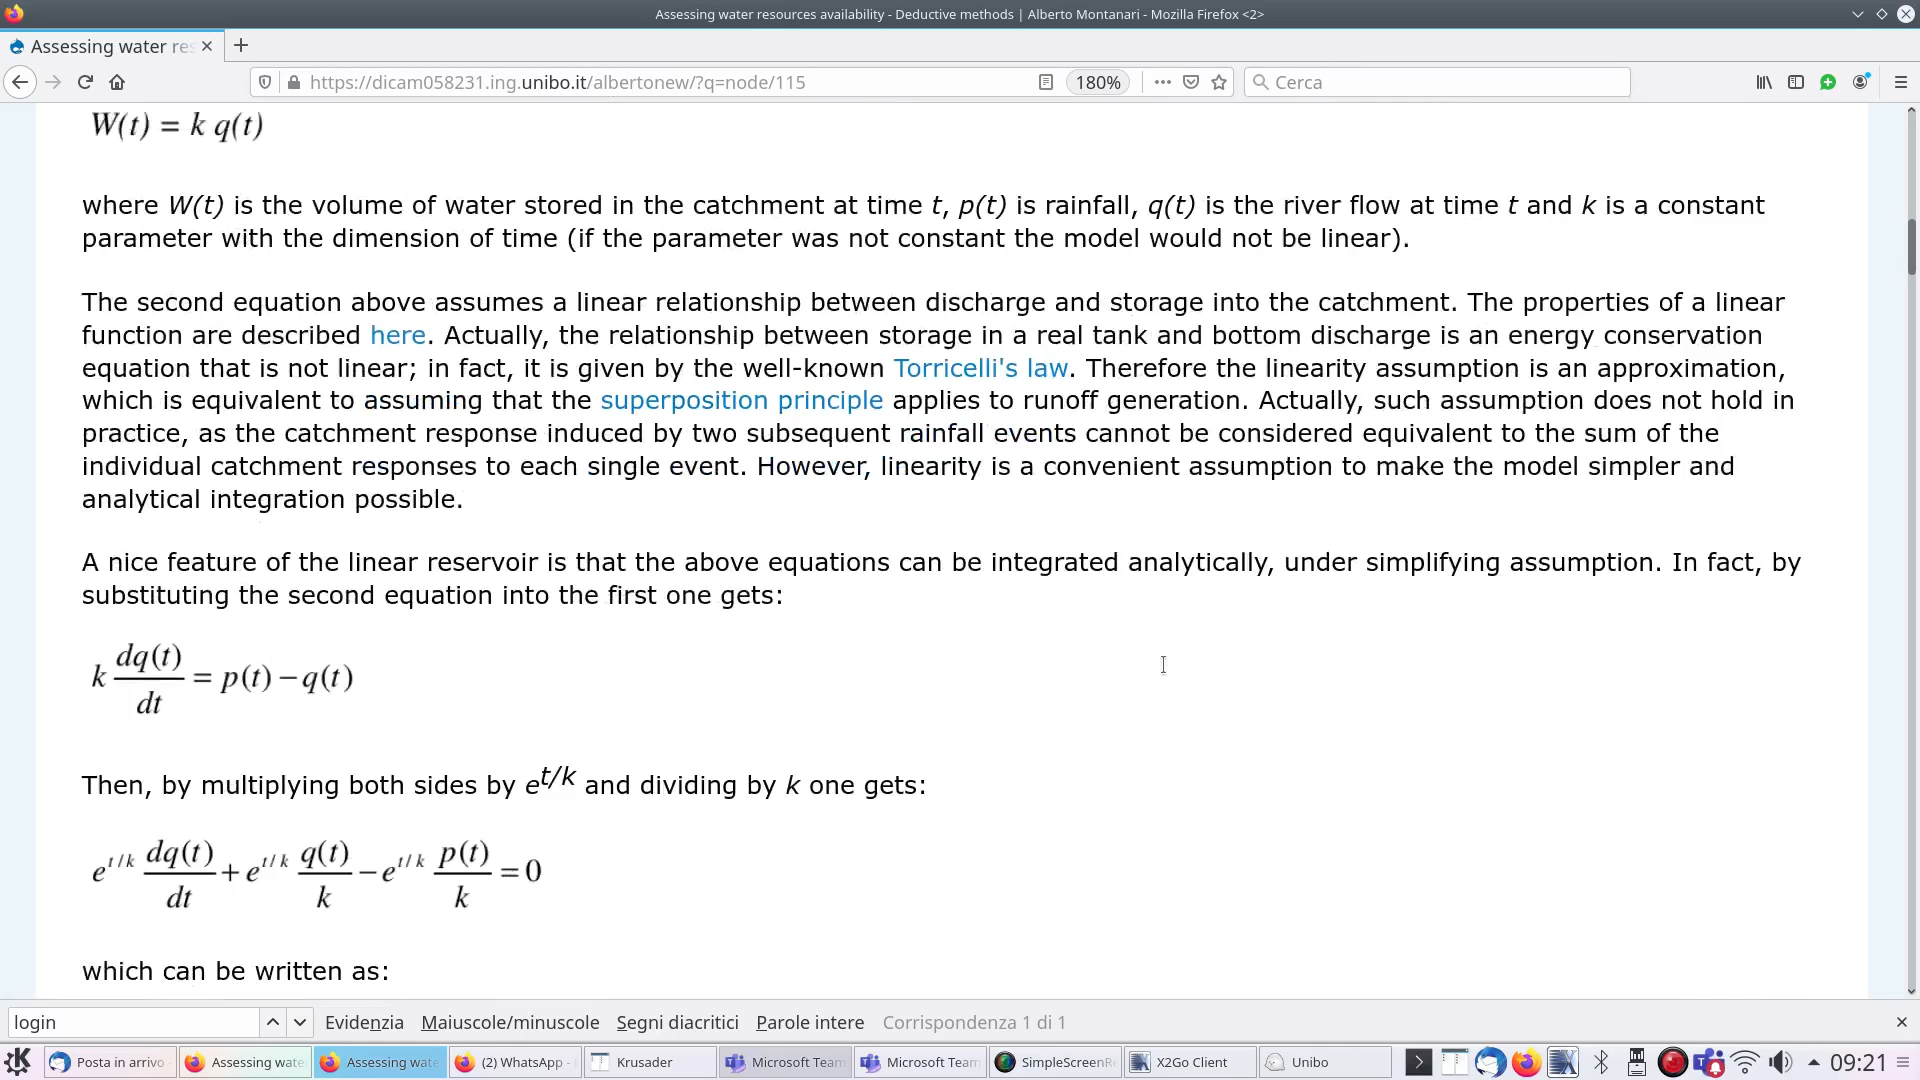 Assessing water resources availability - Deductive methods | Alberto Montanari - Mozilla Firefox <2>
Assessing water res
https://dicam058231.ing.unibo.it/albertonew/?q=node/115
180%
Cerca
W(t) = k q(t)
where W(t) is the volume of water stored in the catchment at time t, p(t) is rainfall, q(t) is the river flow at time t and k is a constant
parameter with the dimension of time (if the parameter was not constant the model would not be linear).
The second equation above assumes a linear relationship between discharge and storage into the catchment. The properties of a linear
function are described here. Actually, the relationship between storage in a real tank and bottom discharge is an energy conservation
equation that is not linear; in fact, it is given by the well-known Torricelli's law. Therefore the linearity assumption is an approximation,
which is equivalent to assuming that the superposition principle applies to runoff generation. Actually, such assumption does not hold in
practice, as the catchment response induced by two subsequent rainfall events cannot be considered equivalent to the sum of the
individual catchment responses to each single event. However, linearity is a convenient assumption to make the model simpler and
analytical integration possible.
A nice feature of the linear reservoir is that the above equations can be integrated analytically, under simplifying assumption. In fact, by
substituting the second equation into the first one gets:
k dq(t)/dt = p(t) − q(t)
Then, by multiplying both sides by e^t/k and dividing by k one gets:
e^t/k dq(t)/dt + e^t/k q(t)/k − e^t/k p(t)/k = 0
which can be written as:
login
Evidenzia
Maiuscole/minuscole
Segni diacritici
Parole intere
Corrispondenza 1 di 1
Posta in arrivo
Assessing wate
Assessing wate
(2) WhatsApp -
Krusader
Microsoft Team
Microsoft Team
SimpleScreenRe
X2Go Client
Unibo
09:21